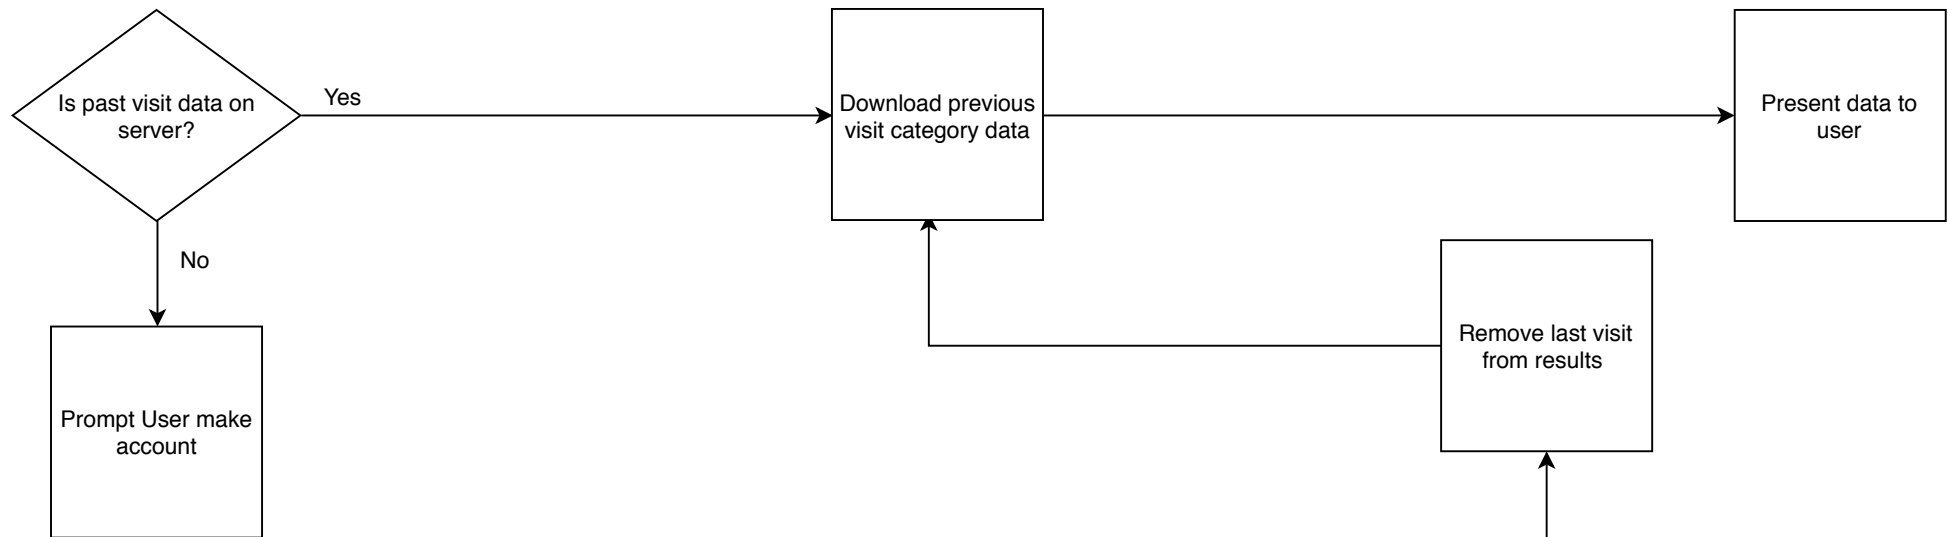 Is past visit data on
server?
Yes
Download previous
visit category data
Present data to
user
No
Remove last visit
from results
Prompt User make
account